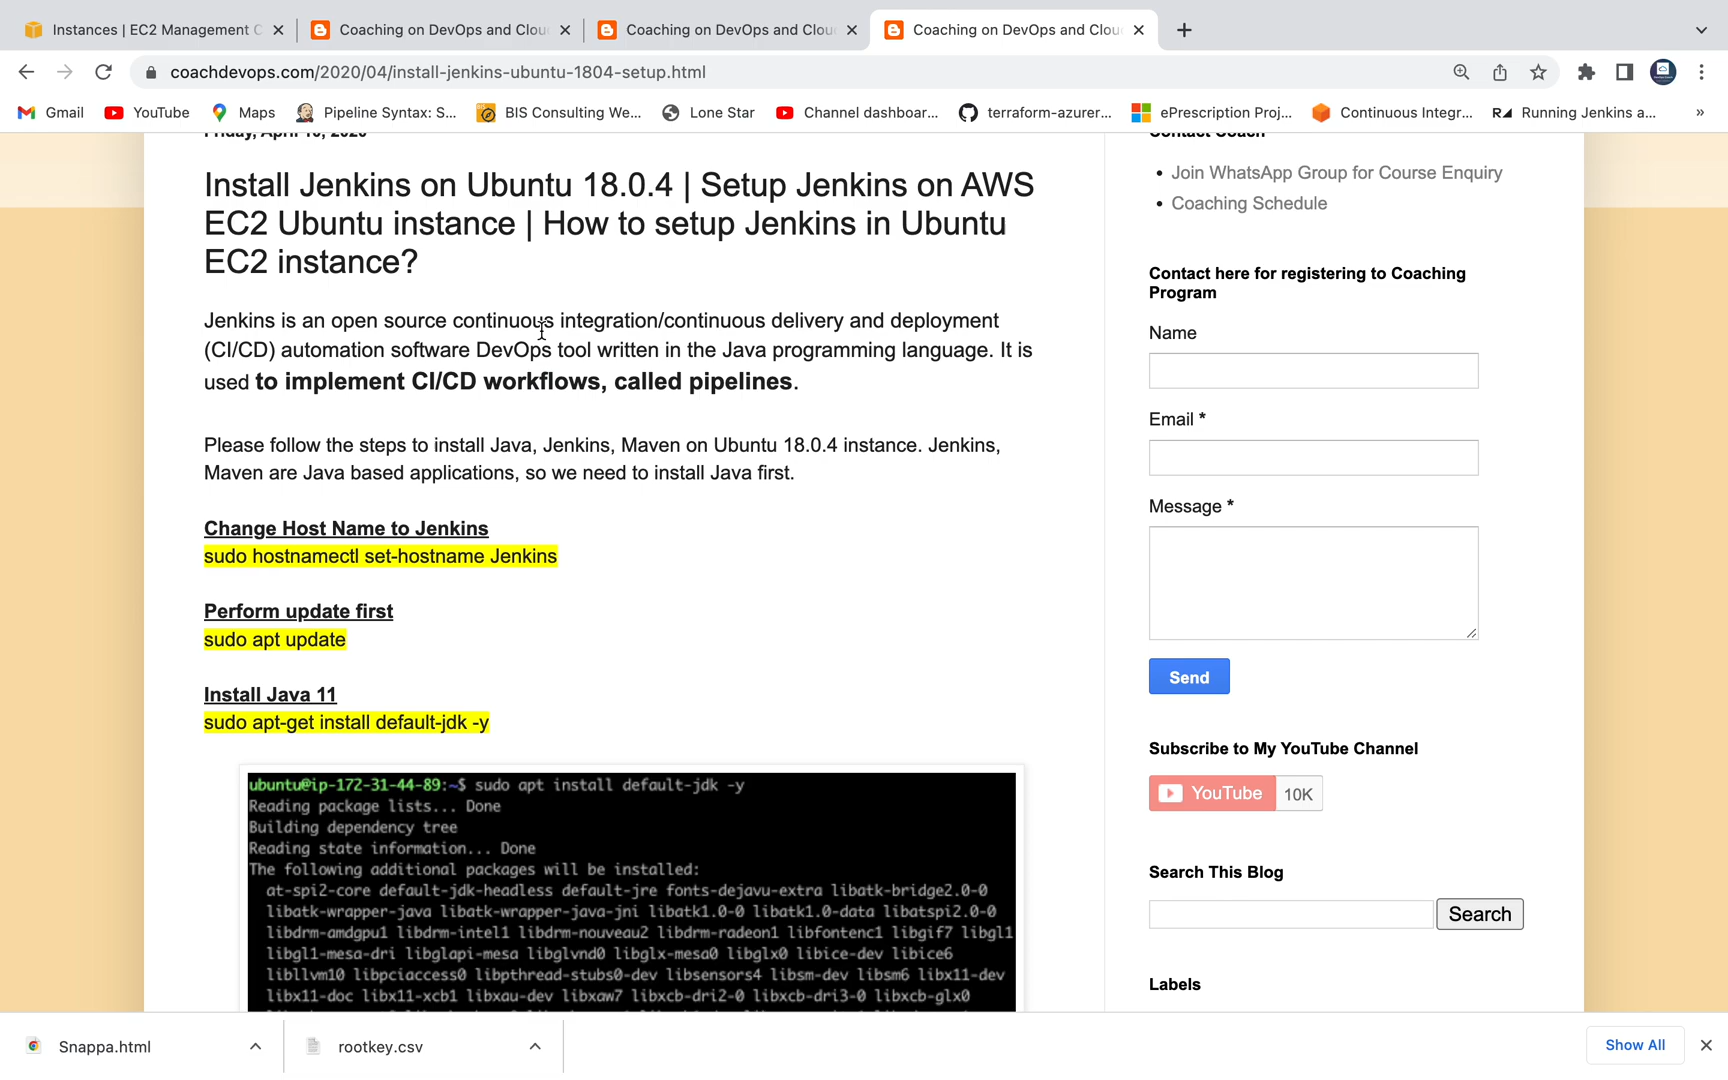 Instances | EC2 Management C
Coaching on DevOps and Clou
Coaching on DevOps and Clou
Coaching on DevOps and Clou
coachdevops.com/2020/04/install-jenkins-ubuntu-1804-setup.html
Gmail
YouTube
Maps
Pipeline Syntax: S...
BIS Consulting We...
Lone Star
Channel dashboar...
terraform-azurer...
ePrescription Proj...
Continuous Integr...
Running Jenkins a...
»
Install Jenkins on Ubuntu 18.0.4 | Setup Jenkins on AWS
EC2 Ubuntu instance | How to setup Jenkins in Ubuntu
EC2 instance?
Jenkins is an open source continuous integration/continuous delivery and deployment
(CI/CD) automation software DevOps tool written in the Java programming language. It is
used to implement CI/CD workflows, called pipelines.
Please follow the steps to install Java, Jenkins, Maven on Ubuntu 18.0.4 instance. Jenkins,
Maven are Java based applications, so we need to install Java first.
Change Host Name to Jenkins
sudo hostnamectl set-hostname Jenkins
Perform update first
sudo apt update
Install Java 11
sudo apt-get install default-jdk -y
ubuntu@ip-172-31-44-89:~$ sudo apt install default-jdk -y
Reading package lists... Done
Building dependency tree
Reading state information... Done
The following additional packages will be installed:
at-spi2-core default-jdk-headless default-jre fonts-dejavu-extra libatk-bridge2.0-0
libatk-wrapper-java libatk-wrapper-java-jni libatk1.0-0 libatk1.0-data libatspi2.0-0
libdrm-amdgpu1 libdrm-intel1 libdrm-nouveau2 libdrm-radeon1 libfontenc1 libgif7 libgl1
libgl1-mesa-dri libglapi-mesa libglvnd0 libglx-mesa0 libglx0 libice-dev libice6
libllvm10 libpciaccess0 libpthread-stubs0-dev libsensors4 libsm-dev libsm6 libx11-dev
libx11-doc libx11-xcb1 libxau-dev libxaw7 libxcb-dri2-0 libxcb-dri3-0 libxcb-glx0
Contact Coach
• Join WhatsApp Group for Course Enquiry
• Coaching Schedule
Contact here for registering to Coaching
Program
Name
Email *
Message *
Send
Subscribe to My YouTube Channel
YouTube 10K
Search This Blog
Search
Labels
Snappa.html
rootkey.csv
Show All